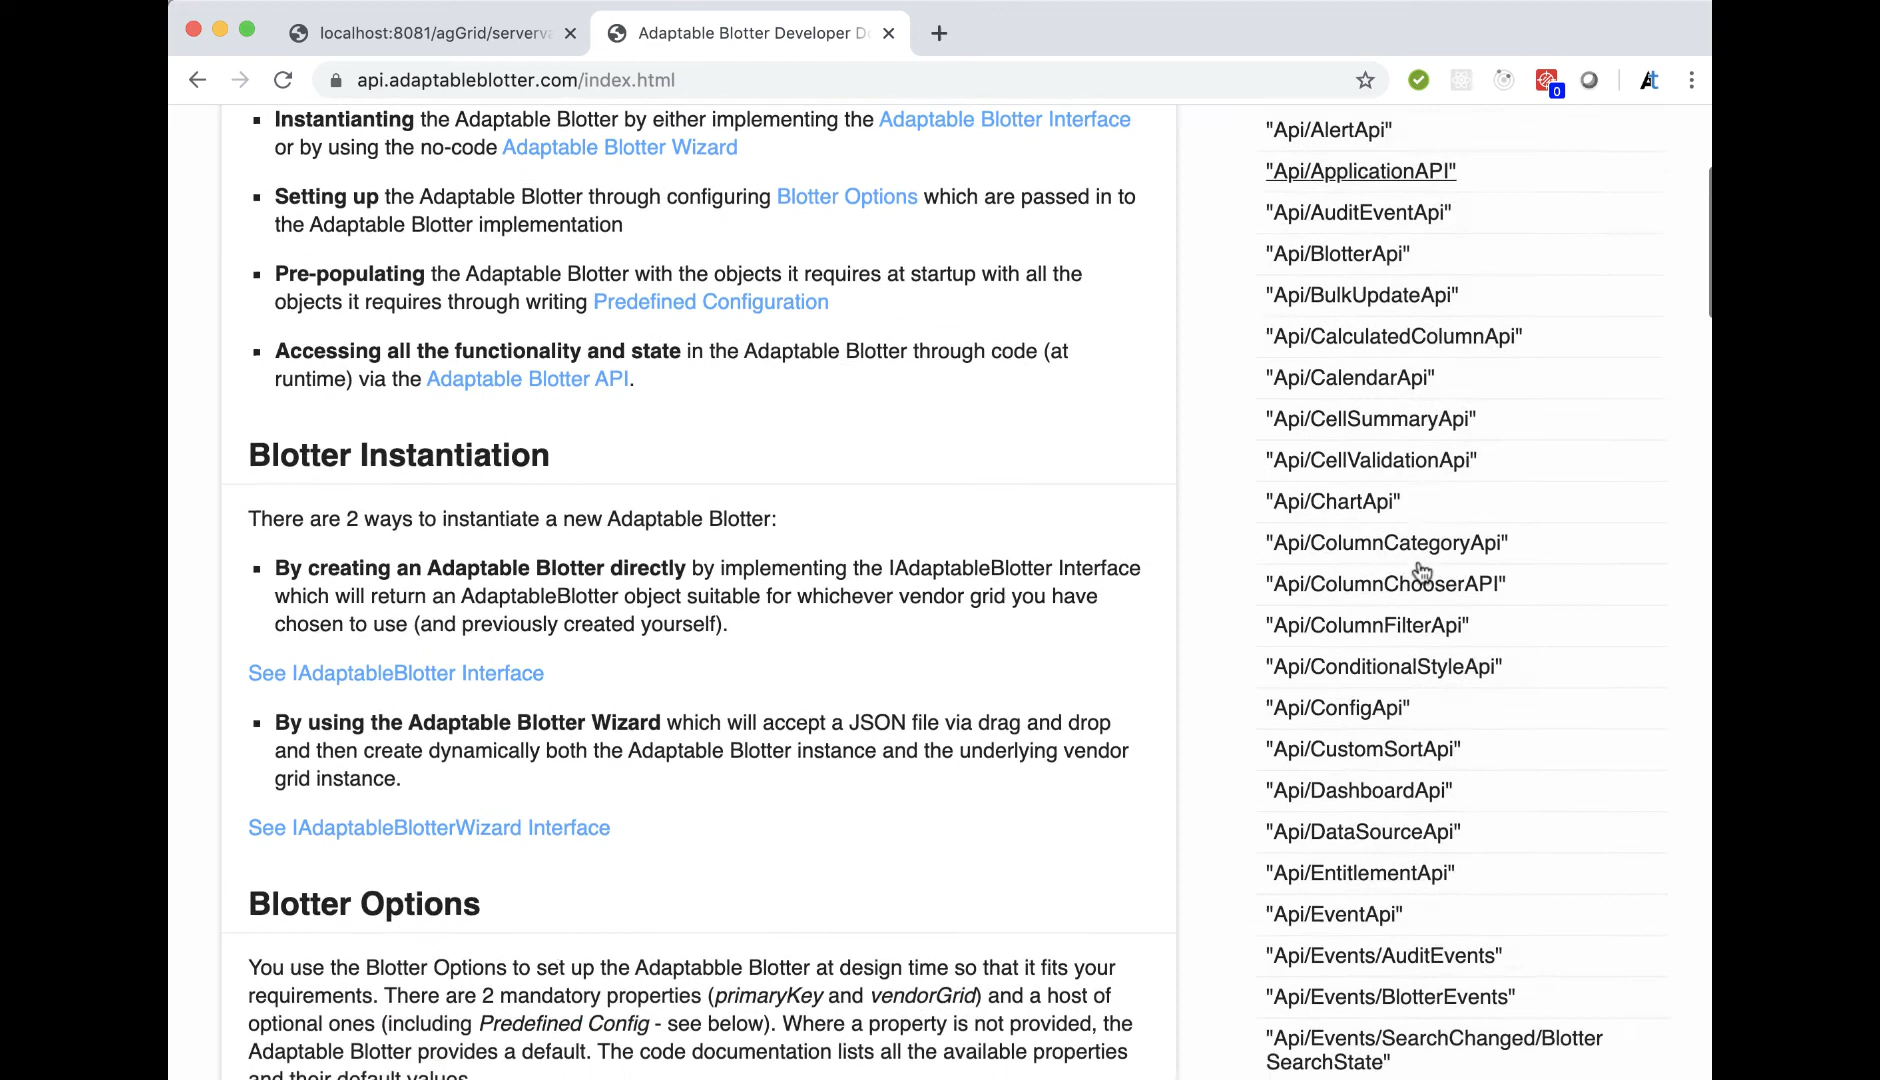 localhost:8081/agGrid/serverva
Adaptable Blotter Developer Do
api.adaptableblotter.com/index.html
0
Instantianting the Adaptable Blotter by either implementing the Adaptable Blotter Interface
or by using the no-code Adaptable Blotter Wizard
Setting up the Adaptable Blotter through configuring Blotter Options which are passed in to
the Adaptable Blotter implementation
Pre-populating the Adaptable Blotter with the objects it requires at startup with all the
objects it requires through writing Predefined Configuration
Accessing all the functionality and state in the Adaptable Blotter through code (at
runtime) via the Adaptable Blotter API.
Blotter Instantiation
There are 2 ways to instantiate a new Adaptable Blotter:
By creating an Adaptable Blotter directly by implementing the IAdaptableBlotter Interface
which will return an AdaptableBlotter object suitable for whichever vendor grid you have
chosen to use (and previously created yourself).
See IAdaptableBlotter Interface
By using the Adaptable Blotter Wizard which will accept a JSON file via drag and drop
and then create dynamically both the Adaptable Blotter instance and the underlying vendor
grid instance.
See IAdaptableBlotterWizard Interface
Blotter Options
You use the Blotter Options to set up the Adaptabble Blotter at design time so that it fits your
requirements. There are 2 mandatory properties (primaryKey and vendorGrid) and a host of
optional ones (including Predefined Config - see below). Where a property is not provided, the
Adaptable Blotter provides a default. The code documentation lists all the available properties
and their default values.
"Api/AlertApi"
"Api/ApplicationAPI"
"Api/AuditEventApi"
"Api/BlotterApi"
"Api/BulkUpdateApi"
"Api/CalculatedColumnApi"
"Api/CalendarApi"
"Api/CellSummaryApi"
"Api/CellValidationApi"
"Api/ChartApi"
"Api/ColumnCategoryApi"
"Api/ColumnChooserAPI"
"Api/ColumnFilterApi"
"Api/ConditionalStyleApi"
"Api/ConfigApi"
"Api/CustomSortApi"
"Api/DashboardApi"
"Api/DataSourceApi"
"Api/EntitlementApi"
"Api/EventApi"
"Api/Events/AuditEvents"
"Api/Events/BlotterEvents"
"Api/Events/SearchChanged/Blotter
SearchState"